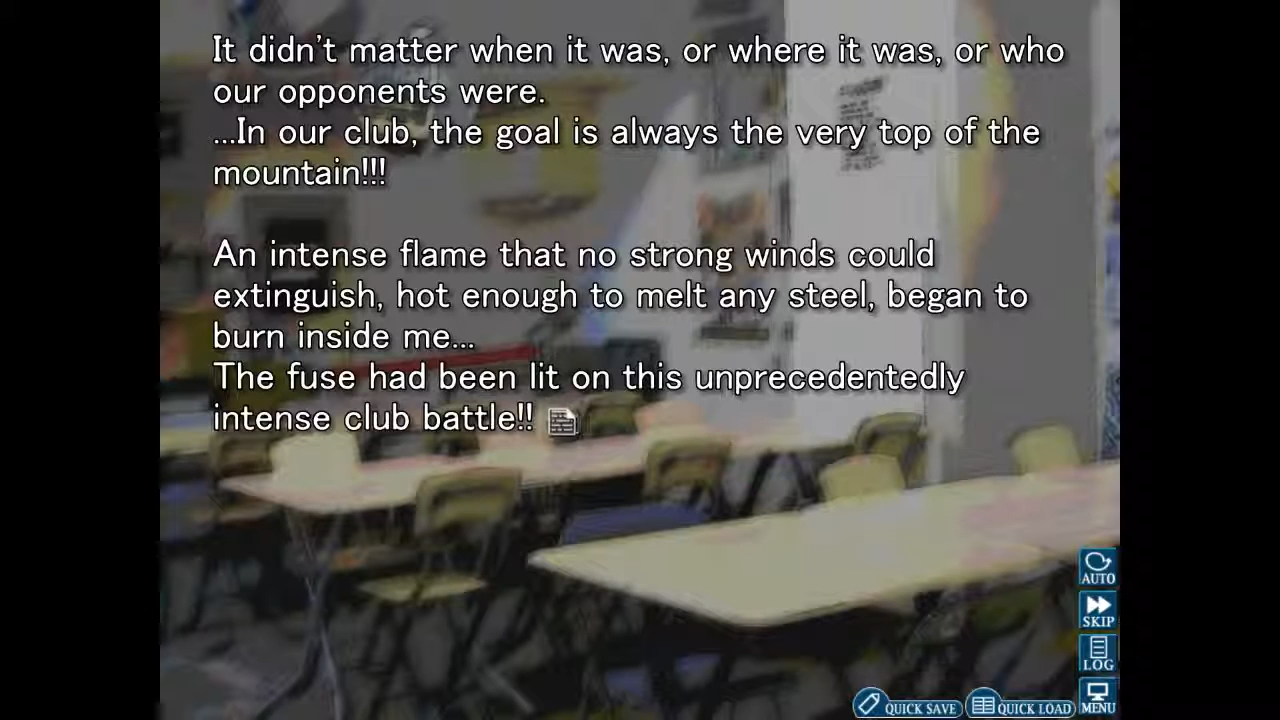 It didn't matter when it was, or where it was, or who
our opponents were.
...In our club, the goal is always the very top of the
mountain!!!
An intense flame that no strong winds could
extinguish, hot enough to melt any steel, began to
burn inside me...
The fuse had been lit on this unprecedentedly
intense club battle!!
AUTO
SKIP
LOG
MENU
QUICK SAVE
QUICK LOAD